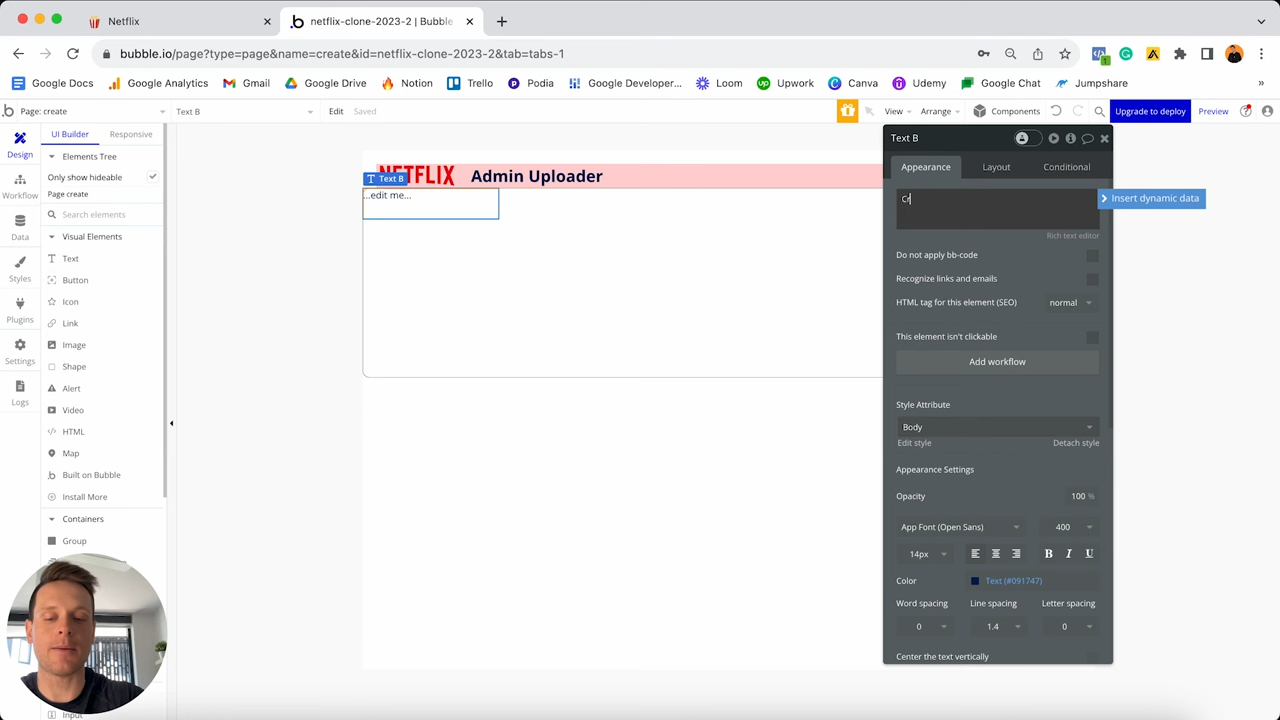 Netflix
netflix-clone-2023-2 | Bubble
bubble.io/page?type=page&name=create&id=netflix-clone-2023-2&tab=tabs-1
1
Google Docs
Google Analytics
Gmail
Google Drive
Notion
Trello
Podia
Google Developer...
Loom
Upwork
Canva
Udemy
Google Chat
Jumpshare
»
Page: create
Text B
Edit
Saved
View
Arrange
Components
Upgrade to deploy
Preview
Design
Workflow
Data
Styles
Plugins
Settings
Logs
UI Builder
Responsive
Elements Tree
Only show hideable
Page create
Search elements
Visual Elements
Text
Button
Icon
Link
Image
Shape
Alert
Video
HTML
Map
Built on Bubble
Install More
Containers
Group
Input
NETFLIX
Admin Uploader
Text B
...edit me...
Text B
Appearance
Layout
Conditional
Cr
Insert dynamic data
Rich text editor
Do not apply bb-code
Recognize links and emails
HTML tag for this element (SEO)
normal
This element isn't clickable
Add workflow
Style Attribute
Body
Edit style
Detach style
Appearance Settings
Opacity
100 %
App Font (Open Sans)
400
14px
B I U
Color
Text (#091747)
Word spacing
Line spacing
Letter spacing
0
1.4
0
Center the text vertically